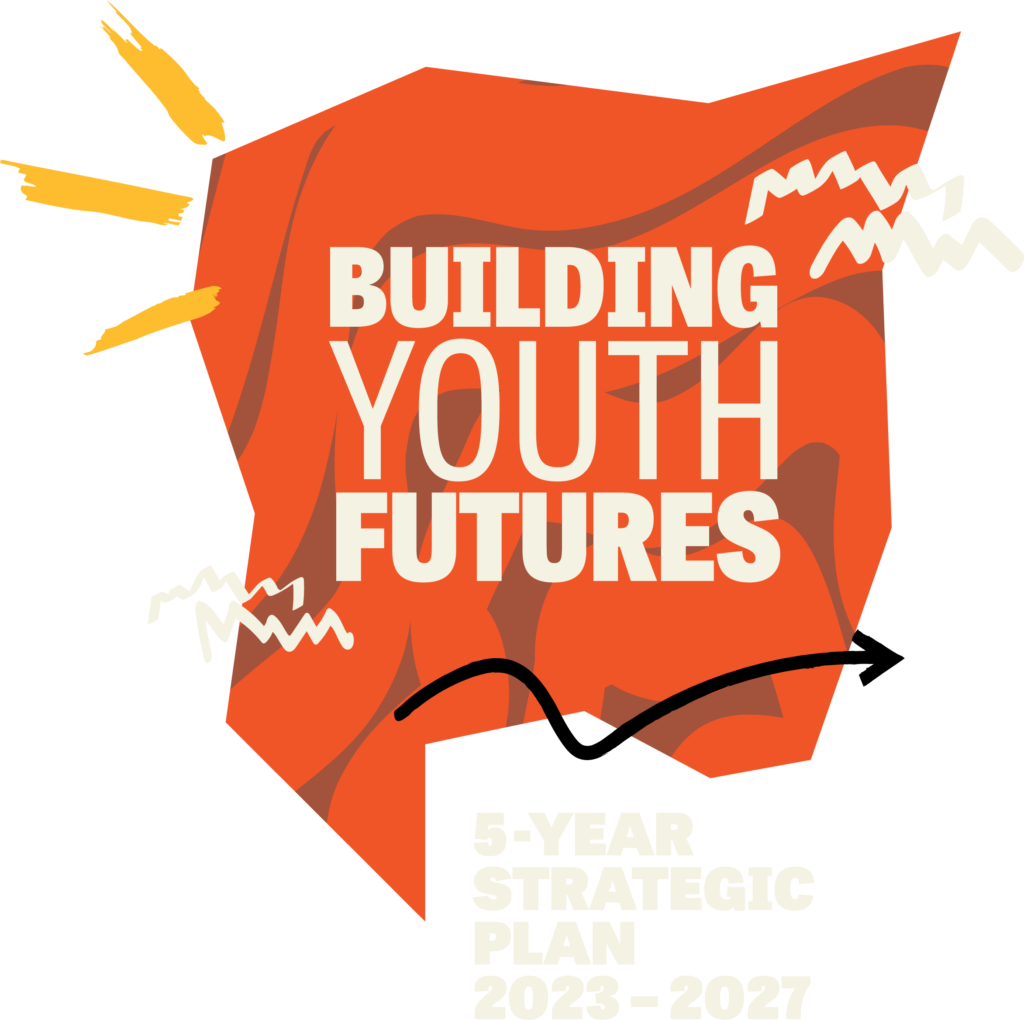 BUILDING
YOUTH
FUTURES
5-YEAR
STRATEGIC
PLAN
2023 – 2027